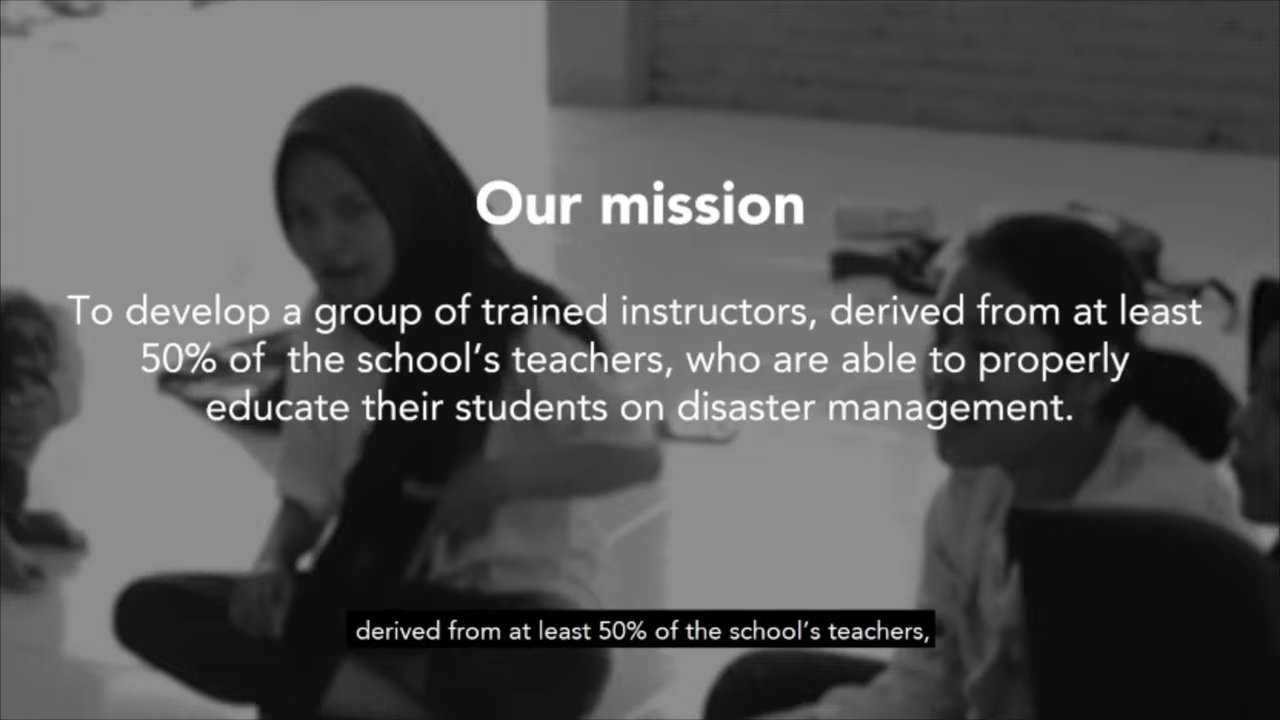 Our mission
To develop a group of trained instructors, derived from at least
50% of the school’s teachers, who are able to properly
educate their students on disaster management.
derived from at least 50% of the school’s teachers,